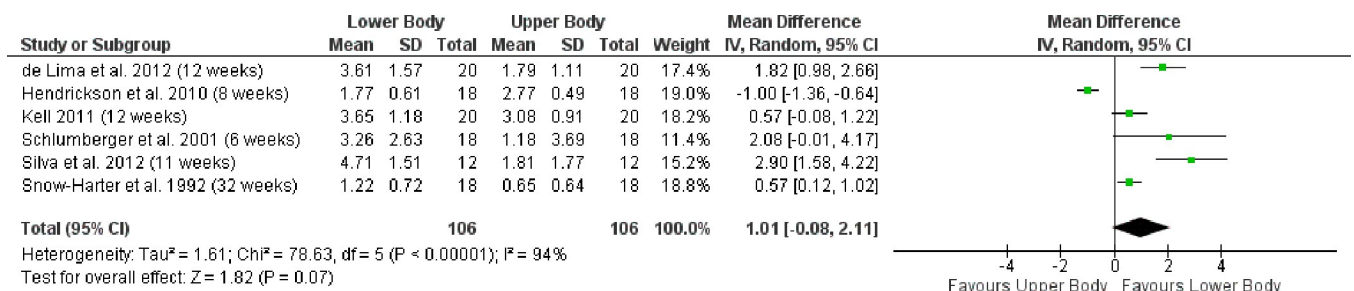 Lower Body Upper Body Mean Difference Mean Difference
Study or Subgroup Mean SD Total Mean SD Total Weight IV, Random, 95% CI IV, Random, 95% CI
de Lima et al. 2012 (12 weeks) 3.61 1.57 20 1.79 1.11 20 17.4% 1.82 [0.98, 2.66]
Hendrickson et al. 2010 (8 weeks) 1.77 0.61 18 2.77 0.49 18 19.0% -1.00 [-1.36, -0.64]
Kell 2011 (12 weeks) 3.65 1.18 20 3.08 0.91 20 18.2% 0.57 [-0.08, 1.22]
Schlumberger et al. 2001 (6 weeks) 3.26 2.63 18 1.18 3.69 18 11.4% 2.08 [-0.01, 4.17]
Silva et al. 2012 (11 weeks) 4.71 1.51 12 1.81 1.77 12 15.2% 2.90 [1.58, 4.22]
Snow-Harter et al. 1992 (32 weeks) 1.22 0.72 18 0.65 0.64 18 18.8% 0.57 [0.12, 1.02]
Total (95% CI) 106 106 100.0% 1.01 [-0.08, 2.11]
Heterogeneity: Tau² = 1.61; Chi² = 78.63, df = 5 (P < 0.00001); I² = 94%
Test for overall effect: Z = 1.82 (P = 0.07)
-4 -2 0 2 4
Favours Upper Body Favours Lower Body